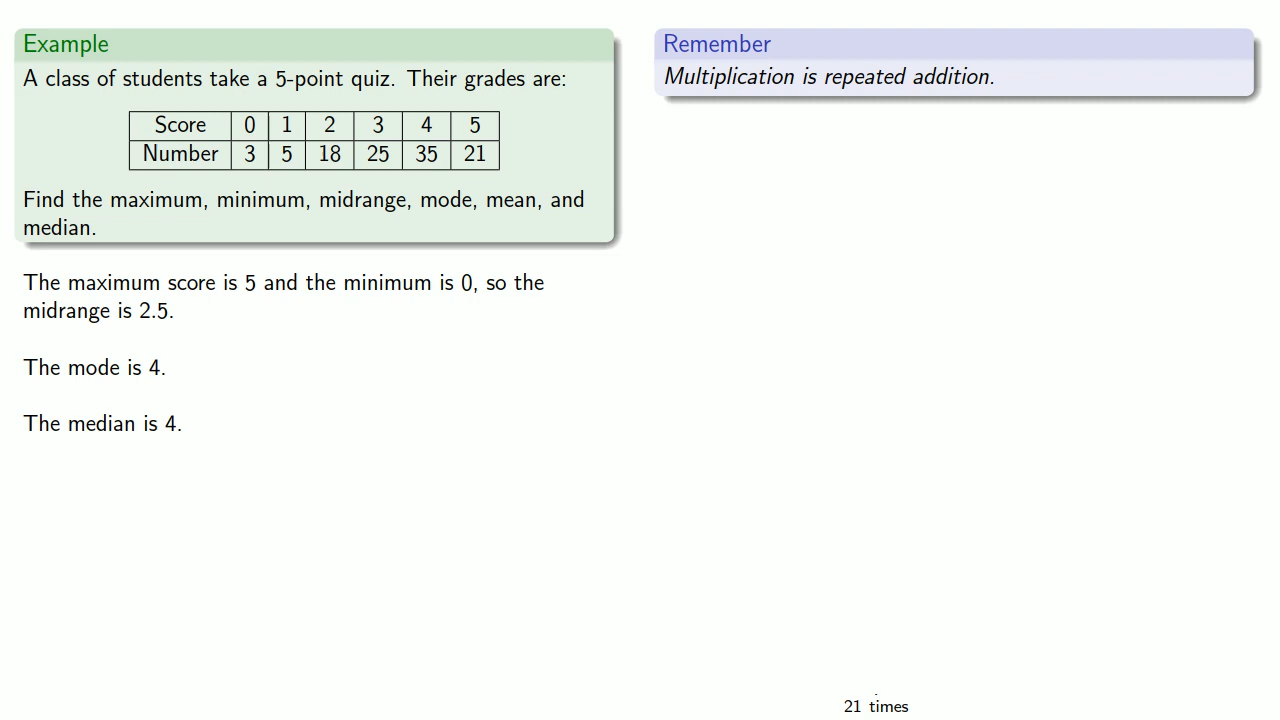 Example
A class of students take a 5-point quiz. Their grades are:
Score 0 1 2 3 4 5
Number 3 5 18 25 35 21
Find the maximum, minimum, midrange, mode, mean, and
median.
The maximum score is 5 and the minimum is 0, so the
midrange is 2.5.
The mode is 4.
The median is 4.
Remember
Multiplication is repeated addition.
21 times